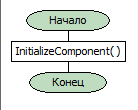 Начало
InitializeComponent( )
Конец